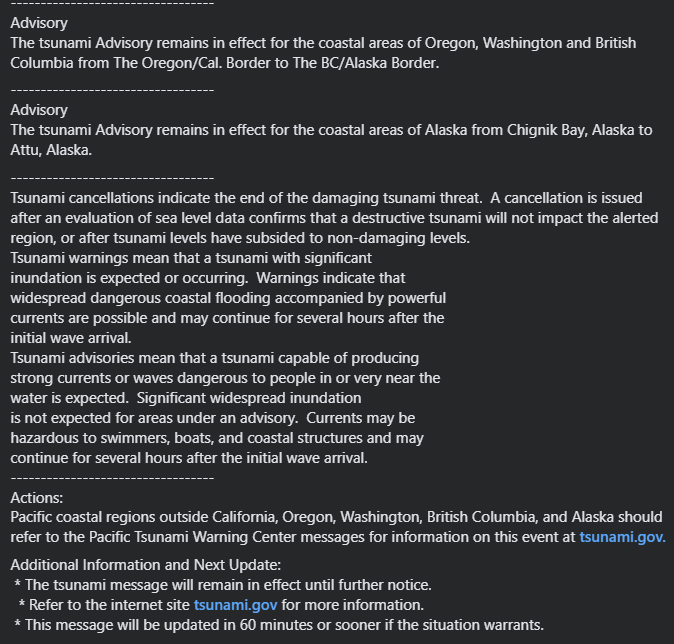 ----------------------------------
Advisory
The tsunami Advisory remains in effect for the coastal areas of Oregon, Washington and British
Columbia from The Oregon/Cal. Border to The BC/Alaska Border.
----------------------------------
Advisory
The tsunami Advisory remains in effect for the coastal areas of Alaska from Chignik Bay, Alaska to
Attu, Alaska.
----------------------------------
Tsunami cancellations indicate the end of the damaging tsunami threat.  A cancellation is issued
after an evaluation of sea level data confirms that a destructive tsunami will not impact the alerted
region, or after tsunami levels have subsided to non-damaging levels.
Tsunami warnings mean that a tsunami with significant
inundation is expected or occurring.  Warnings indicate that
widespread dangerous coastal flooding accompanied by powerful
currents are possible and may continue for several hours after the
initial wave arrival.
Tsunami advisories mean that a tsunami capable of producing
strong currents or waves dangerous to people in or very near the
water is expected.  Significant widespread inundation
is not expected for areas under an advisory.  Currents may be
hazardous to swimmers, boats, and coastal structures and may
continue for several hours after the initial wave arrival.
----------------------------------
Actions:
Pacific coastal regions outside California, Oregon, Washington, British Columbia, and Alaska should
refer to the Pacific Tsunami Warning Center messages for information on this event at tsunami.gov.
Additional Information and Next Update:
* The tsunami message will remain in effect until further notice.
* Refer to the internet site tsunami.gov for more information.
* This message will be updated in 60 minutes or sooner if the situation warrants.